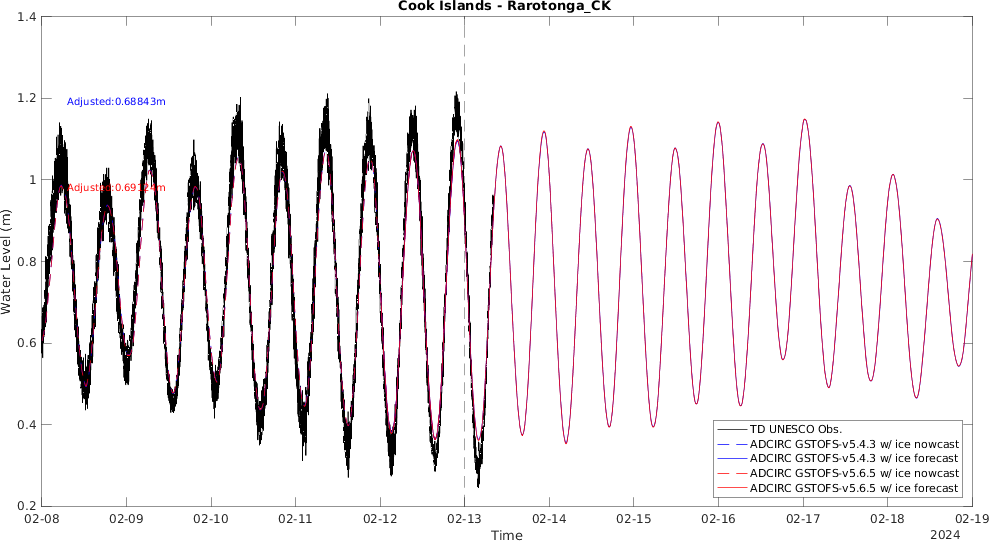 Cook Islands - Rarotonga_CK
1.4
1.2
1
0.8
0.6
0.4
0.2
Water Level (m)
Adjusted:0.68843m
02-08
02-09
02-10
02-11
02-12
02-13
02-14
02-15
02-16
02-17
02-18
02-19
Time
2024
TD UNESCO Obs.
ADCIRC GSTOFS-v5.4.3 w/ ice nowcast
ADCIRC GSTOFS-v5.4.3 w/ ice forecast
ADCIRC GSTOFS-v5.6.5 w/ ice nowcast
ADCIRC GSTOFS-v5.6.5 w/ ice forecast